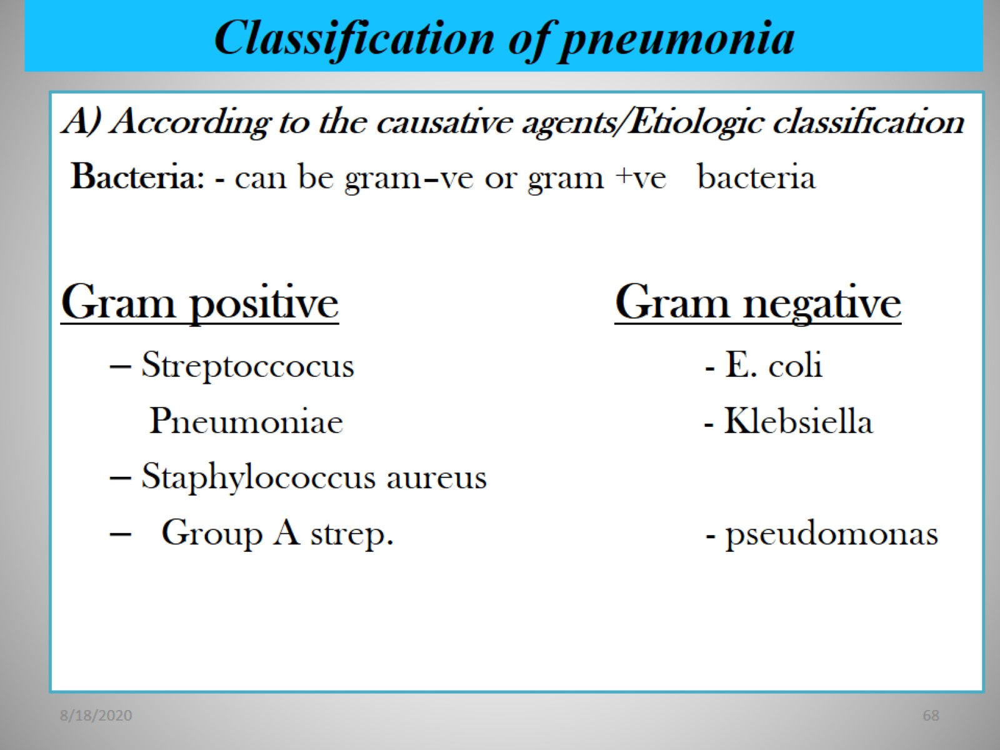 Classification of pneumonia
A) According to the causative agents/Etiologic classification
Bacteria: - can be gram–ve or gram +ve bacteria
Gram positive Gram negative
– Streptoccocus - E. coli
Pneumoniae - Klebsiella
– Staphylococcus aureus
– Group A strep. - pseudomonas
8/18/2020 68